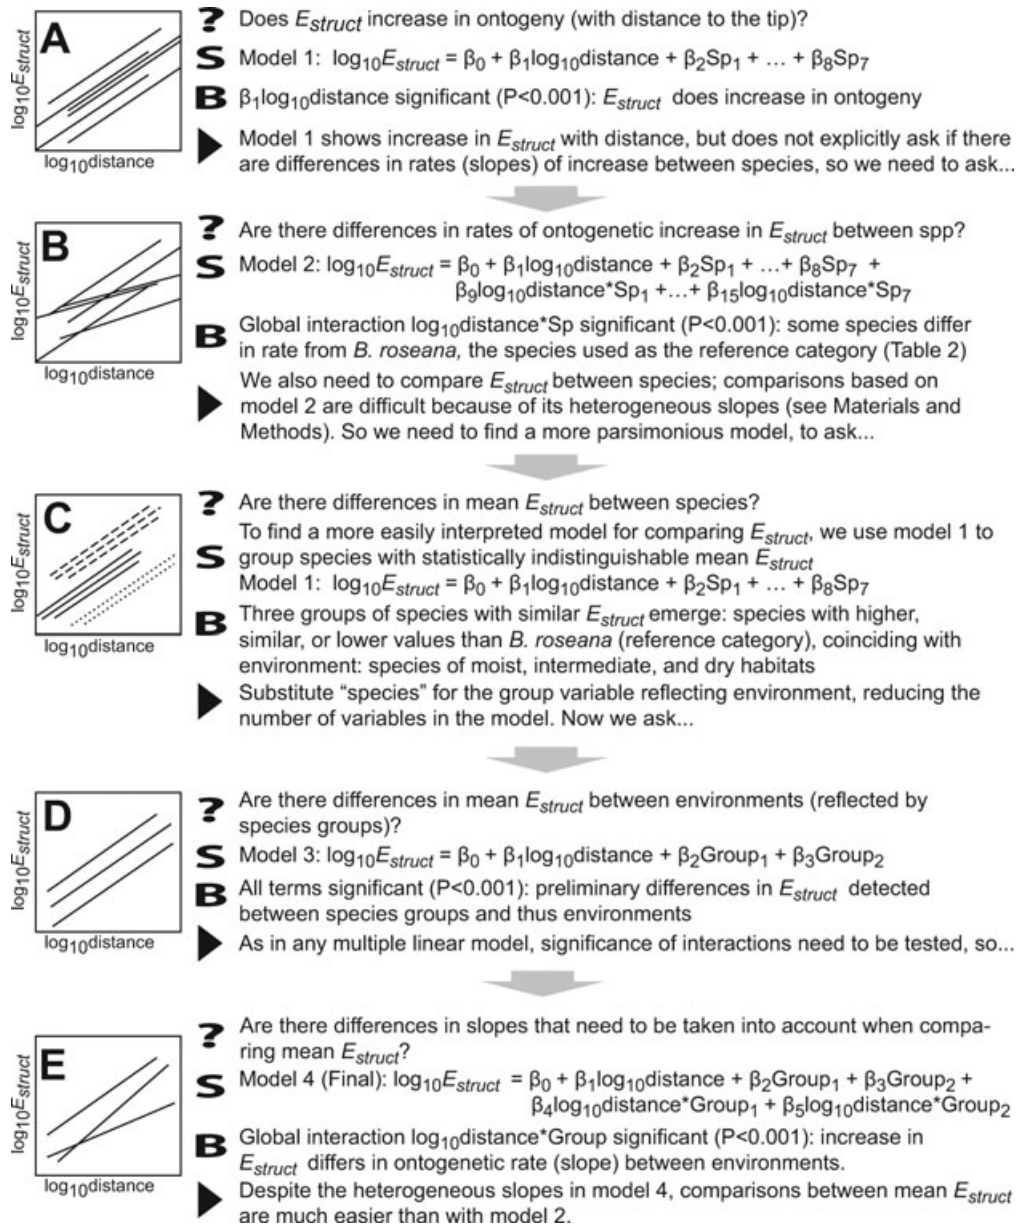 A
log10Estruct
log10distance
? Does Estruct increase in ontogeny (with distance to the tip)?
S Model 1: log10Estruct = β0 + β1log10distance + β2Sp1 + … + β8Sp7
B β1log10distance significant (P<0.001): Estruct does increase in ontogeny
Model 1 shows increase in Estruct with distance, but does not explicitly ask if there
are differences in rates (slopes) of increase between species, so we need to ask...
B
log10Estruct
log10distance
? Are there differences in rates of ontogenetic increase in Estruct between spp?
S Model 2: log10Estruct = β0 + β1log10distance + β2Sp1 + …+ β8Sp7 +
β9log10distance*Sp1 +…+ β15log10distance*Sp7
B Global interaction log10distance*Sp significant (P<0.001): some species differ
in rate from B. roseana, the species used as the reference category (Table 2)
We also need to compare Estruct between species; comparisons based on
model 2 are difficult because of its heterogeneous slopes (see Materials and
Methods). So we need to find a more parsimonious model, to ask...
C
log10Estruct
log10distance
? Are there differences in mean Estruct between species?
To find a more easily interpreted model for comparing Estruct, we use model 1 to
S group species with statistically indistinguishable mean Estruct
Model 1: log10Estruct = β0 + β1log10distance + β2Sp1 + … + β8Sp7
B Three groups of species with similar Estruct emerge: species with higher,
similar, or lower values than B. roseana (reference category), coinciding with
environment: species of moist, intermediate, and dry habitats
Substitute “species” for the group variable reflecting environment, reducing the
number of variables in the model. Now we ask...
D
log10Estruct
log10distance
? Are there differences in mean Estruct between environments (reflected by
species groups)?
S Model 3: log10Estruct = β0 + β1log10distance + β2Group1 + β3Group2
B All terms significant (P<0.001): preliminary differences in Estruct detected
between species groups and thus environments
As in any multiple linear model, significance of interactions need to be tested, so...
E
log10Estruct
log10distance
? Are there differences in slopes that need to be taken into account when compa-
ring mean Estruct?
S Model 4 (Final): log10Estruct = β0 + β1log10distance + β2Group1 + β3Group2 +
β4log10distance*Group1 + β5log10distance*Group2
B Global interaction log10distance*Group significant (P<0.001): increase in
Estruct differs in ontogenetic rate (slope) between environments.
Despite the heterogeneous slopes in model 4, comparisons between mean Estruct
are much easier than with model 2.